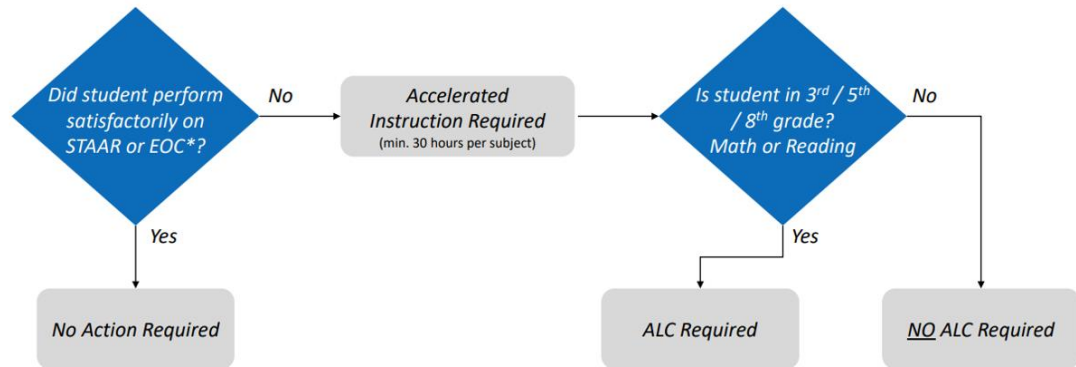 Did student perform
satisfactorily on
STAAR or EOC*?
No
Yes
No Action Required
Accelerated
Instruction Required
(min. 30 hours per subject)
Is student in 3rd / 5th
/ 8th grade?
Math or Reading
No
Yes
ALC Required
NO ALC Required